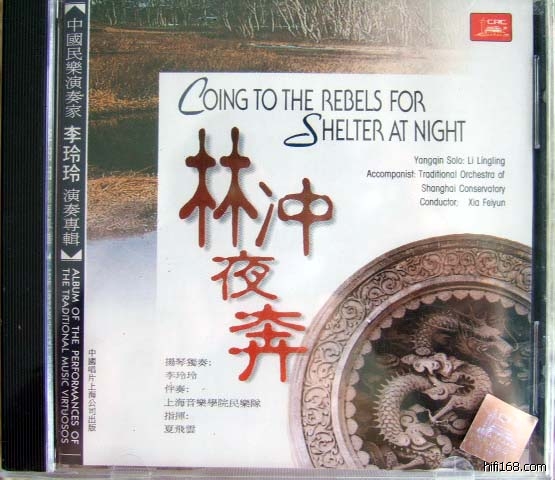 CRC
COING TO THE REBELS FOR
SHELTER AT NIGHT
Yangqin Solo: Li Lingling
Accompanist: Traditional Orchestra of
Shanghai Conservatory
Conductor: Xia Feiyun
林冲
夜奔
揚琴獨奏:
李玲玲
伴奏:
上海音樂學院民樂隊
指揮:
夏飛雲
中國民樂演奏家 李玲玲 演奏專輯
ALBUM OF THE PERFORMANCES OF
THE TRADITIONAL MUSIC VIRTUOSOS
中國唱片上海公司出版
hifi168.com